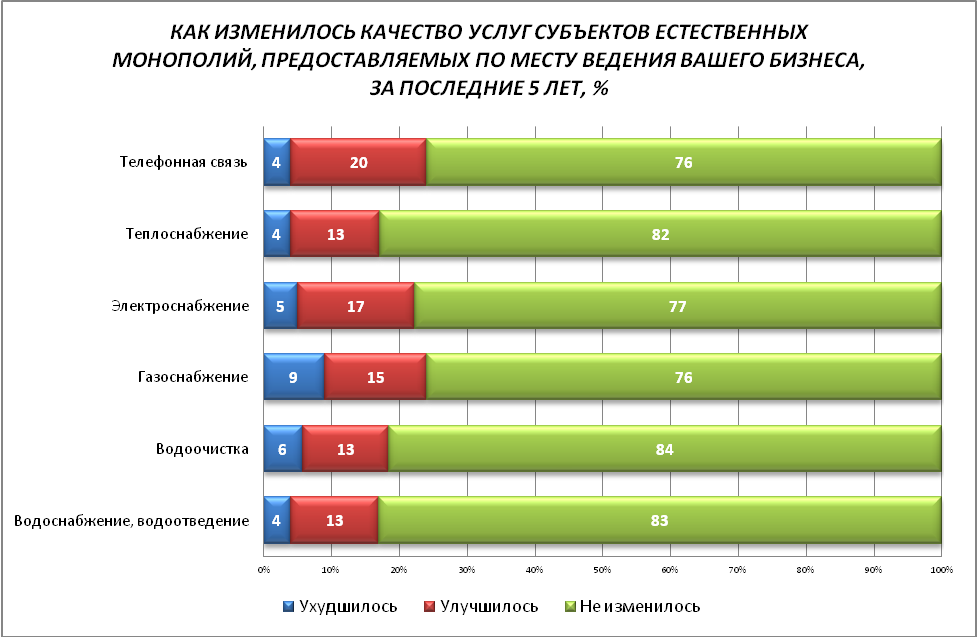 КАК ИЗМЕНИЛОСЬ КАЧЕСТВО УСЛУГ СУБЪЕКТОВ ЕСТЕСТВЕННЫХ
МОНОПОЛИЙ, ПРЕДОСТАВЛЯЕМЫХ ПО МЕСТУ ВЕДЕНИЯ ВАШЕГО БИЗНЕСА,
ЗА ПОСЛЕДНИЕ 5 ЛЕТ, %
Телефонная связь 4 20 76
Теплоснабжение 4 13 82
Электроснабжение 5 17 77
Газоснабжение 9 15 76
Водоочистка 6 13 84
Водоснабжение, водоотведение 4 13 83
0% 10% 20% 30% 40% 50% 60% 70% 80% 90% 100%
Ухудшилось Улучшилось Не изменилось